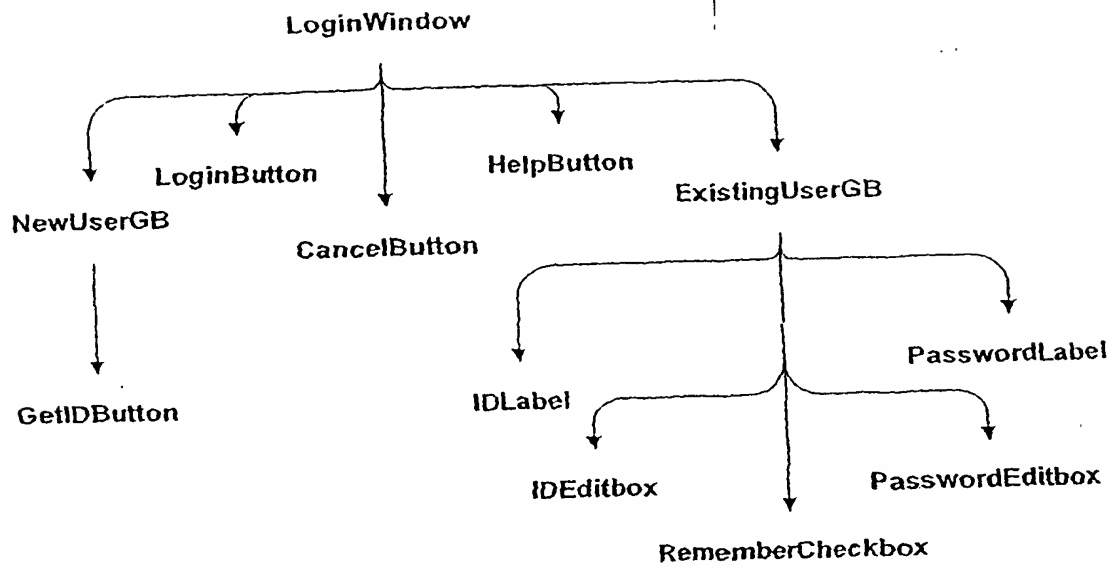 LoginWindow
LoginButton
HelpButton
NewUserGB
CancelButton
ExistingUserGB
GetIDButton
IDLabel
PasswordLabel
IDEditbox
PasswordEditbox
RememberCheckbox